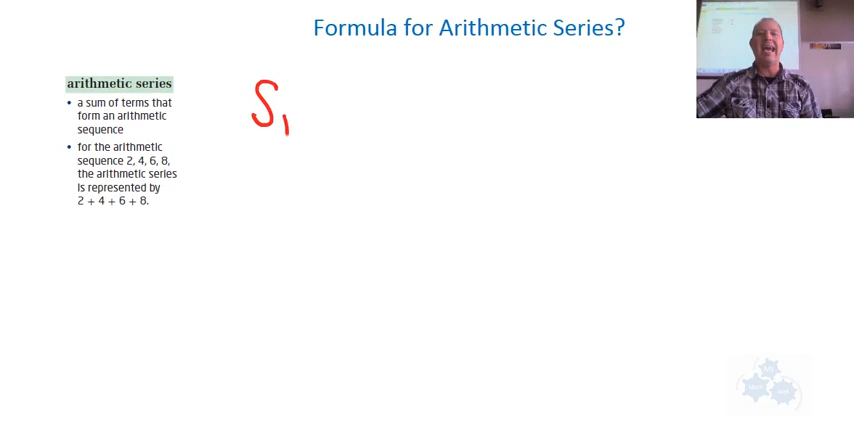 Formula for Arithmetic Series?
arithmetic series
• a sum of terms that
form an arithmetic
sequence
• for the arithmetic
sequence 2, 4, 6, 8,
the arithmetic series
is represented by
2 + 4 + 6 + 8.
S₁